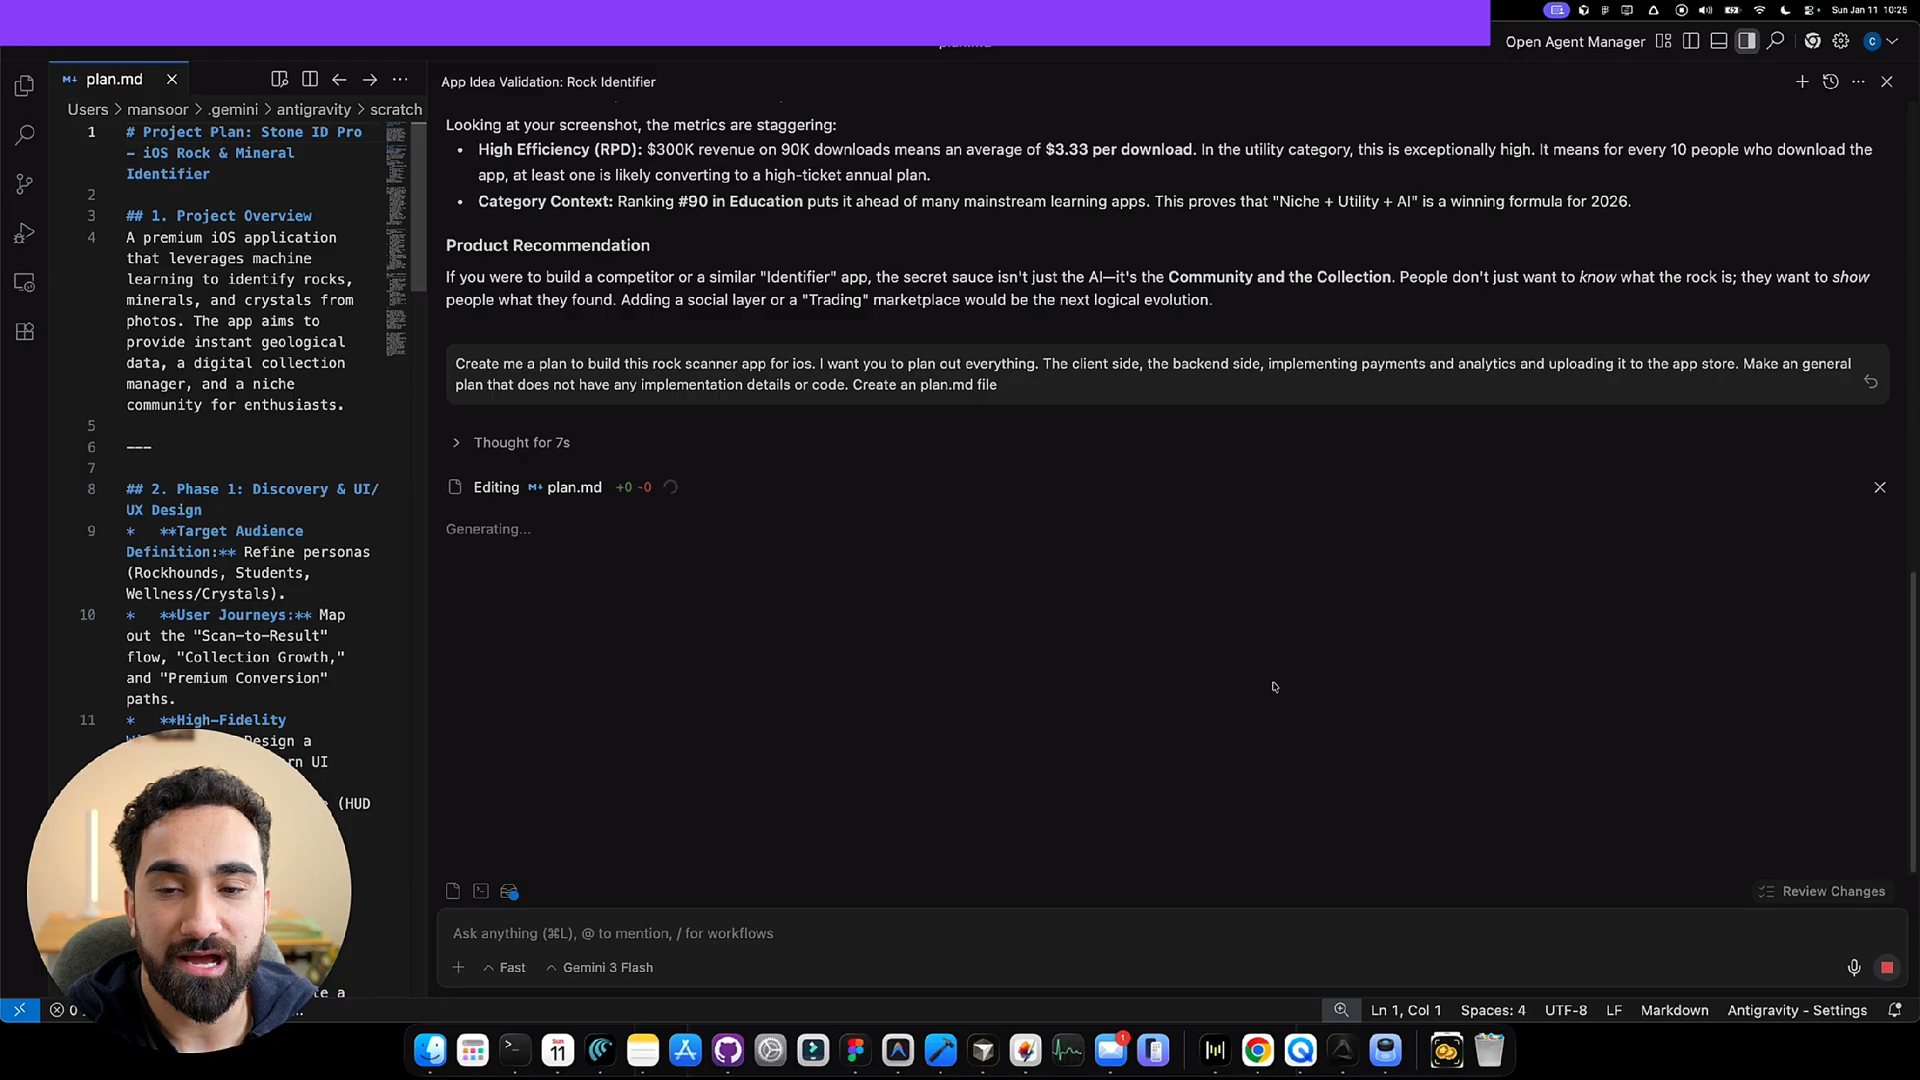 Sun Jan 11 10:25
Open Agent Manager
plan.md
App Idea Validation: Rock Identifier
Users > mansoor > .gemini > antigravity > scratch
1 # Project Plan: Stone ID Pro
– iOS Rock & Mineral
Identifier
2
3 ## 1. Project Overview
4 A premium iOS application
that leverages machine
learning to identify rocks,
minerals, and crystals from
photos. The app aims to
provide instant geological
data, a digital collection
manager, and a niche
community for enthusiasts.
5
6 ---
7
8 ## 2. Phase 1: Discovery & UI/
UX Design
9 * **Target Audience
Definition:** Refine personas
(Rockhounds, Students,
Wellness/Crystals).
10 * **User Journeys:** Map
out the "Scan-to-Result"
flow, "Collection Growth,"
and "Premium Conversion"
paths.
11 * **High-Fidelity
Design a
UI
(HUD
Looking at your screenshot, the metrics are staggering:
• High Efficiency (RPD): $300K revenue on 90K downloads means an average of $3.33 per download. In the utility category, this is exceptionally high. It means for every 10 people who download the
app, at least one is likely converting to a high-ticket annual plan.
• Category Context: Ranking #90 in Education puts it ahead of many mainstream learning apps. This proves that "Niche + Utility + AI" is a winning formula for 2026.
Product Recommendation
If you were to build a competitor or a similar "Identifier" app, the secret sauce isn't just the AI—it's the Community and the Collection. People don't just want to know what the rock is; they want to show
people what they found. Adding a social layer or a "Trading" marketplace would be the next logical evolution.
Create me a plan to build this rock scanner app for ios. I want you to plan out everything. The client side, the backend side, implementing payments and analytics and uploading it to the app store. Make an general
plan that does not have any implementation details or code. Create an plan.md file
Thought for 7s
Editing plan.md +0 -0
Generating...
Review Changes
Ask anything (⌘L), @ to mention, / for workflows
Fast Gemini 3 Flash
Ln 1, Col 1 Spaces: 4 UTF-8 LF Markdown Antigravity - Settings